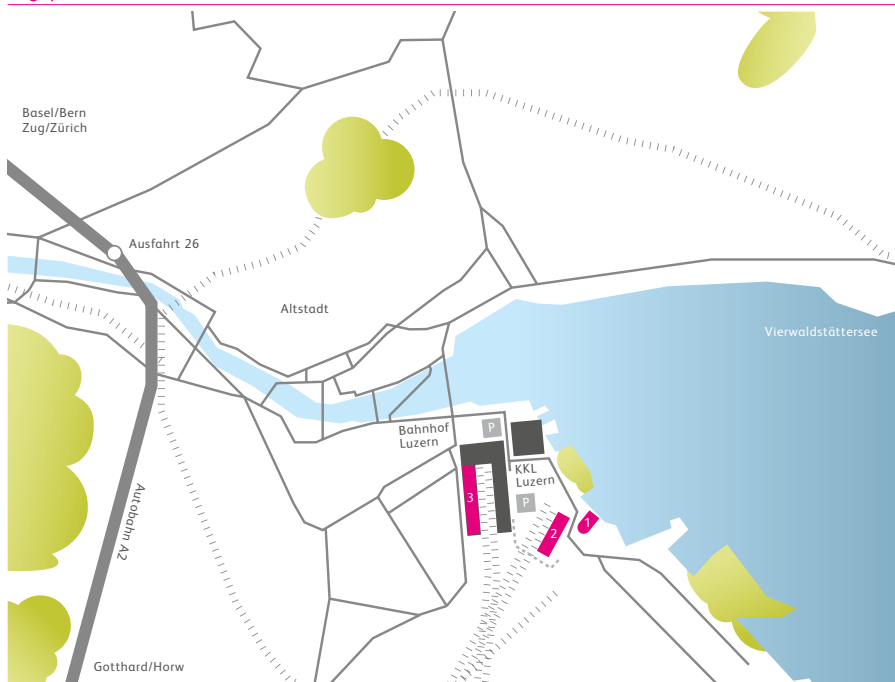 Basel/Bern
Zug/Zürich
Ausfahrt 26
Altstadt
Vierwaldstättersee
Bahnhof
Luzern
P
KKL
Luzern
P
3
2
1
Autobahn A2
Gotthard/Horw